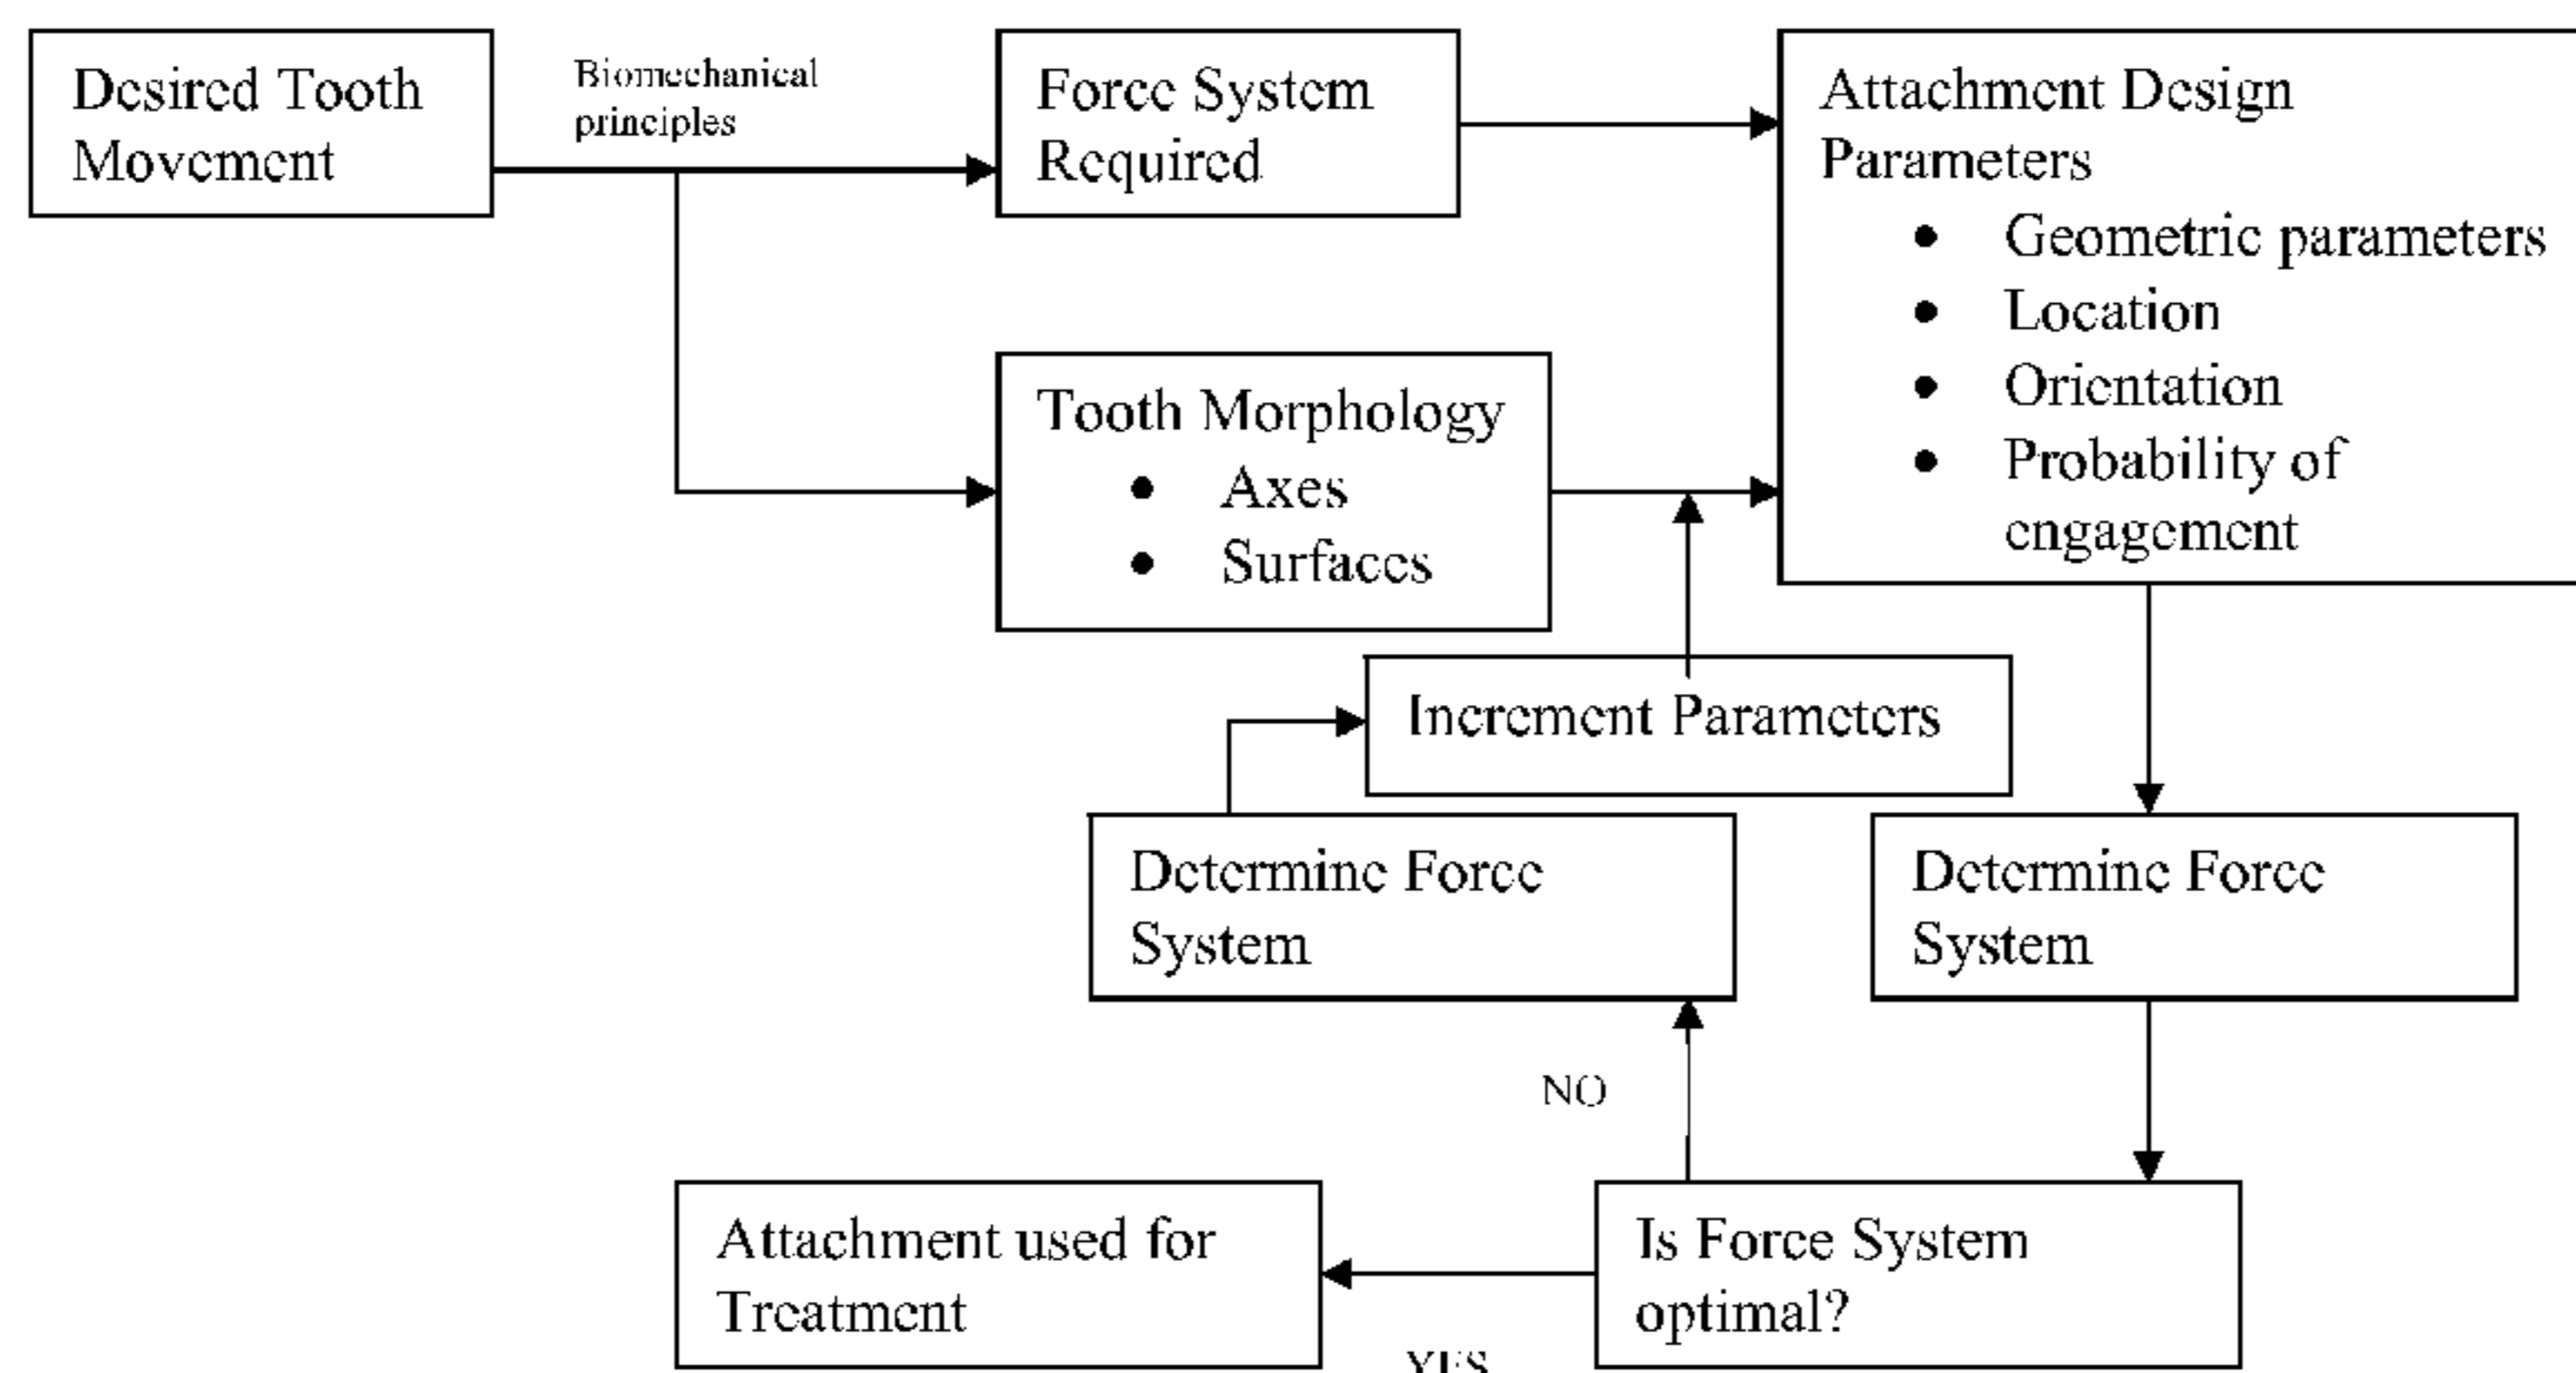 Desired Tooth
Movement
Biomechanical
principles
Force System
Required
Attachment Design
Parameters
• Geometric parameters
• Location
• Orientation
• Probability of
engagement
Tooth Morphology
• Axes
• Surfaces
Increment Parameters
Determine Force
System
Determine Force
System
NO
Attachment used for
Treatment
Is Force System
optimal?
YES